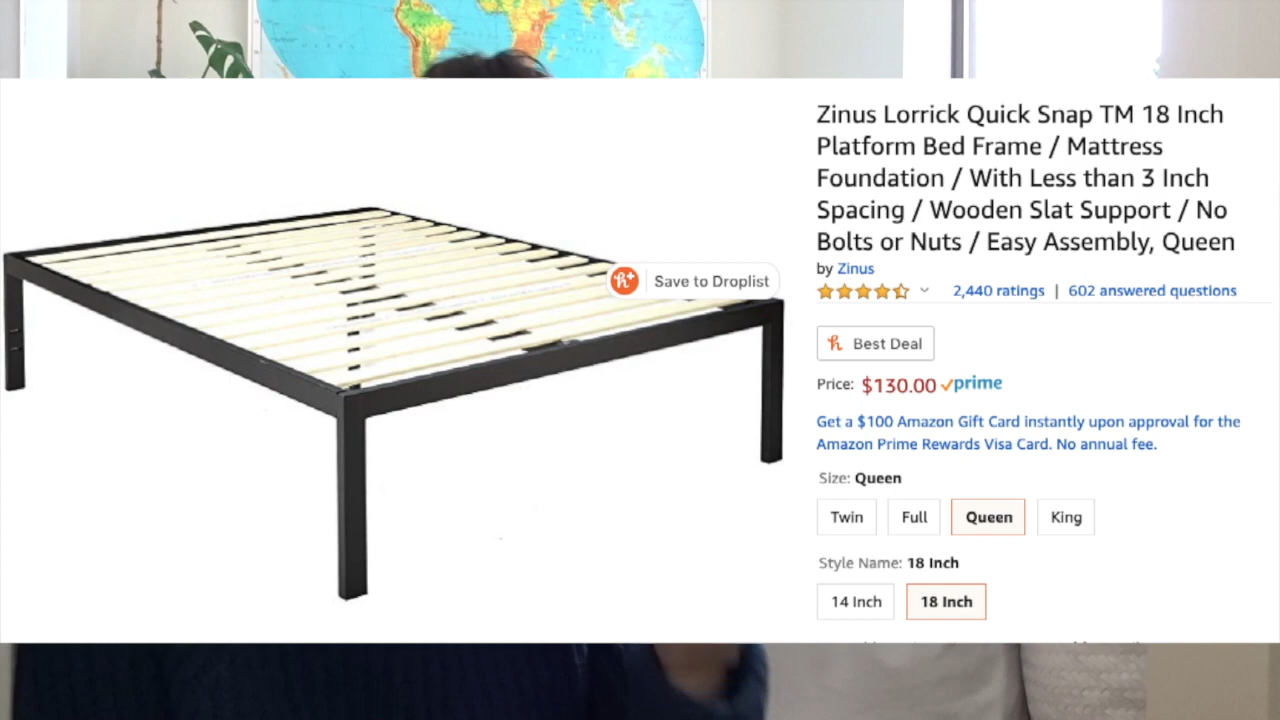 Zinus Lorrick Quick Snap TM 18 Inch
Platform Bed Frame / Mattress
Foundation / With Less than 3 Inch
Spacing / Wooden Slat Support / No
Bolts or Nuts / Easy Assembly, Queen
by Zinus
2,440 ratings | 602 answered questions
Save to Droplist
Best Deal
Price: $130.00 prime
Get a $100 Amazon Gift Card instantly upon approval for the
Amazon Prime Rewards Visa Card. No annual fee.
Size: Queen
Twin Full Queen King
Style Name: 18 Inch
14 Inch 18 Inch